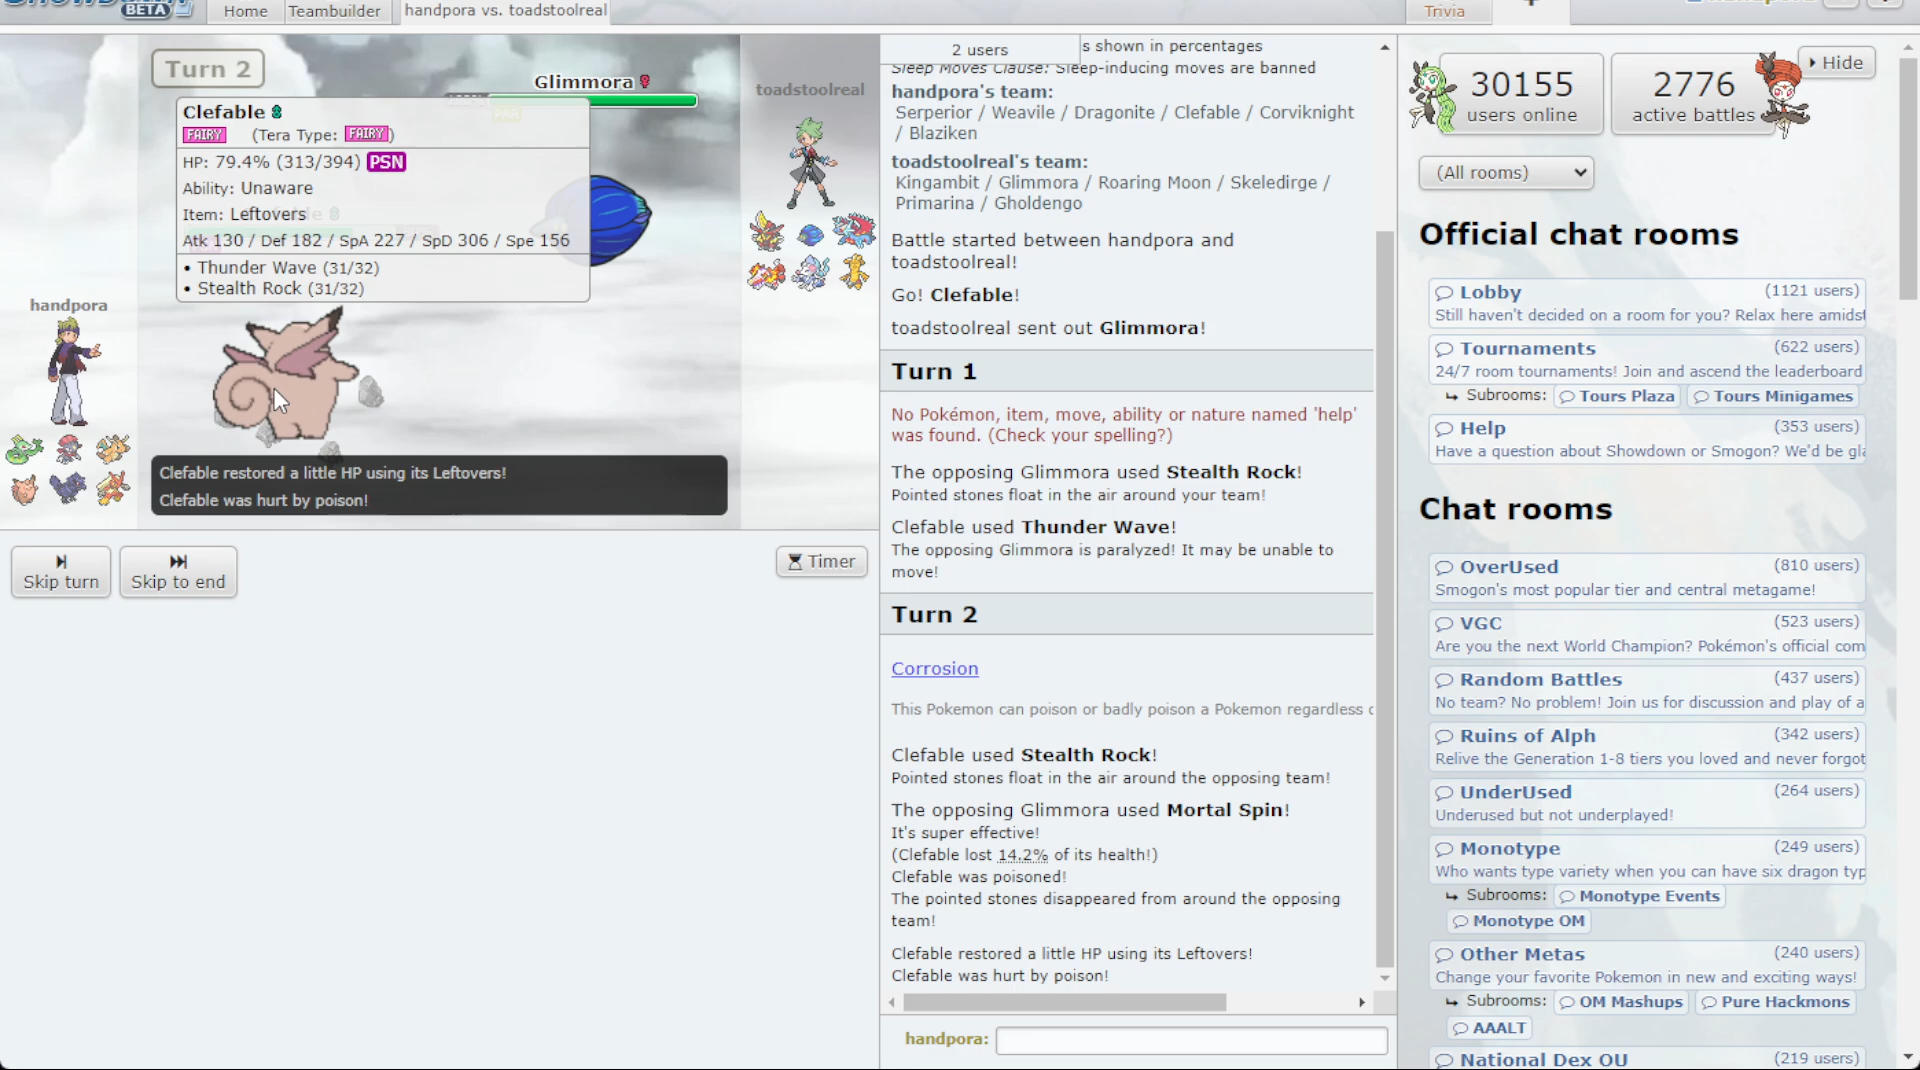 BETA
Home
Teambuilder
handpora vs. toadstoolreal
Trivia
Turn 2
Glimmora
toadstoolreal
Clefable
FAIRY (Tera Type: FAIRY)
HP: 79.4% (313/394) PSN
Ability: Unaware
Item: Leftovers
Atk 130 / Def 182 / SpA 227 / SpD 306 / Spe 156
• Thunder Wave (31/32)
• Stealth Rock (31/32)
handpora
Clefable restored a little HP using its Leftovers!
Clefable was hurt by poison!
Skip turn
Skip to end
Timer
2 users
s shown in percentages
Sleep Moves Clause: Sleep-inducing moves are banned
handpora's team:
Serperior / Weavile / Dragonite / Clefable / Corviknight
/ Blaziken
toadstoolreal's team:
Kingambit / Glimmora / Roaring Moon / Skeledirge /
Primarina / Gholdengo
Battle started between handpora and
toadstoolreal!
Go! Clefable!
toadstoolreal sent out Glimmora!
Turn 1
No Pokémon, item, move, ability or nature named 'help'
was found. (Check your spelling?)
The opposing Glimmora used Stealth Rock!
Pointed stones float in the air around your team!
Clefable used Thunder Wave!
The opposing Glimmora is paralyzed! It may be unable to
move!
Turn 2
Corrosion
This Pokemon can poison or badly poison a Pokemon regardless
Clefable used Stealth Rock!
Pointed stones float in the air around the opposing team!
The opposing Glimmora used Mortal Spin!
It's super effective!
(Clefable lost 14.2% of its health!)
Clefable was poisoned!
The pointed stones disappeared from around the opposing
team!
Clefable restored a little HP using its Leftovers!
Clefable was hurt by poison!
handpora:
30155
users online
2776
active battles
Hide
(All rooms)
Official chat rooms
Lobby (1121 users)
Still haven't decided on a room for you? Relax here amidst
Tournaments (622 users)
24/7 room tournaments! Join and ascend the leaderboard
↳ Subrooms: Tours Plaza Tours Minigames
Help (353 users)
Have a question about Showdown or Smogon? We'd be gla
Chat rooms
OverUsed (810 users)
Smogon's most popular tier and central metagame!
VGC (523 users)
Are you the next World Champion? Pokémon's official com
Random Battles (437 users)
No team? No problem! Join us for discussion and play of a
Ruins of Alph (342 users)
Relive the Generation 1-8 tiers you loved and never forgot
UnderUsed (264 users)
Underused but not underplayed!
Monotype (249 users)
Who wants type variety when you can have six dragon typ
↳ Subrooms: Monotype Events
Monotype OM
Other Metas (240 users)
Change your favorite Pokemon in new and exciting ways!
↳ Subrooms: OM Mashups Pure Hackmons
AAALT
National Dex OU (219 users)